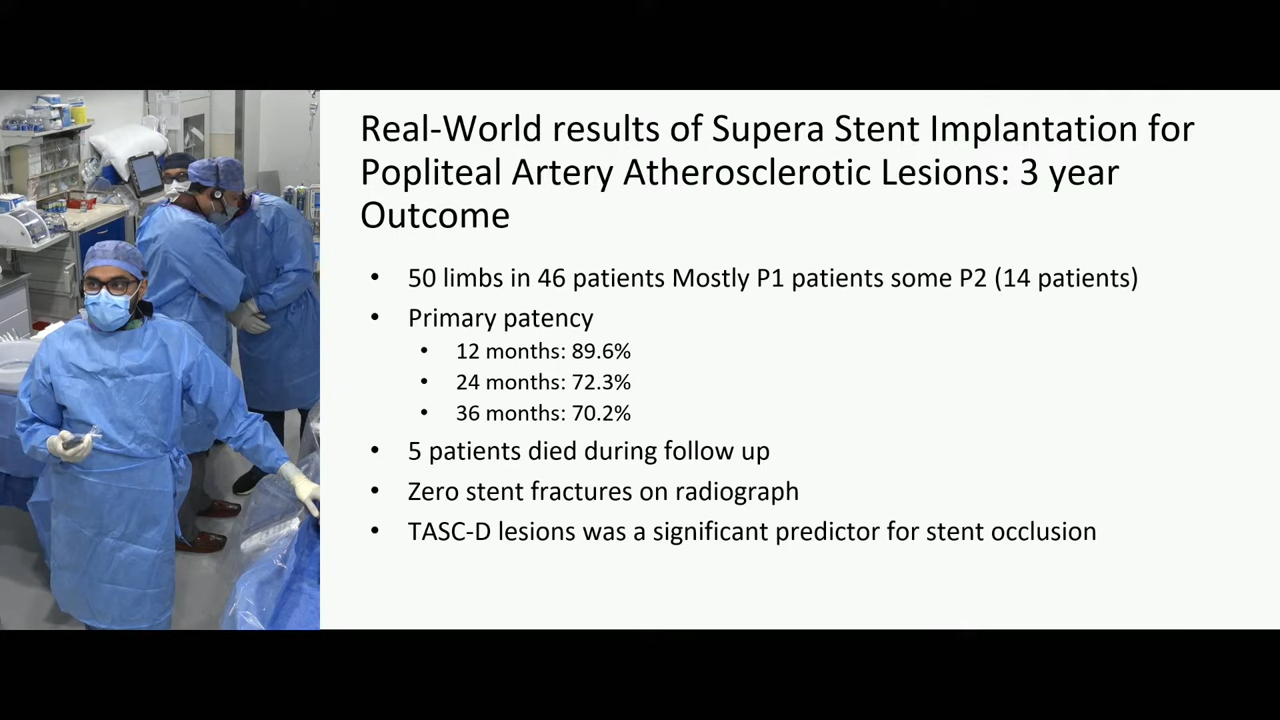 Real-World results of Supera Stent Implantation for
Popliteal Artery Atherosclerotic Lesions: 3 year
Outcome
• 50 limbs in 46 patients Mostly P1 patients some P2 (14 patients)
• Primary patency
• 12 months: 89.6%
• 24 months: 72.3%
• 36 months: 70.2%
• 5 patients died during follow up
• Zero stent fractures on radiograph
• TASC-D lesions was a significant predictor for stent occlusion